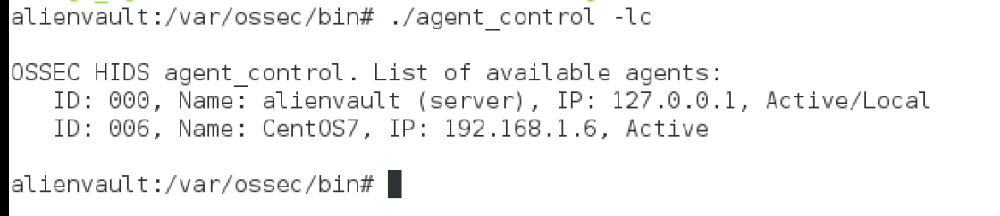 alienvault:/var/ossec/bin# ./agent_control -lc
OSSEC HIDS agent_control. List of available agents:
ID: 000, Name: alienvault (server), IP: 127.0.0.1, Active/Local
ID: 006, Name: CentOS7, IP: 192.168.1.6, Active
alienvault:/var/ossec/bin#